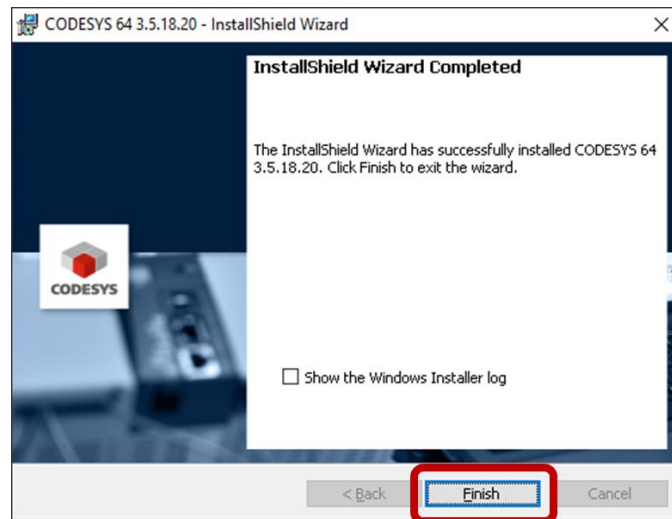 CODESYS 64 3.5.18.20 - InstallShield Wizard
InstallShield Wizard Completed
The InstallShield Wizard has successfully installed CODESYS 64
3.5.18.20. Click Finish to exit the wizard.
CODESYS
Show the Windows Installer log
< Back Finish Cancel